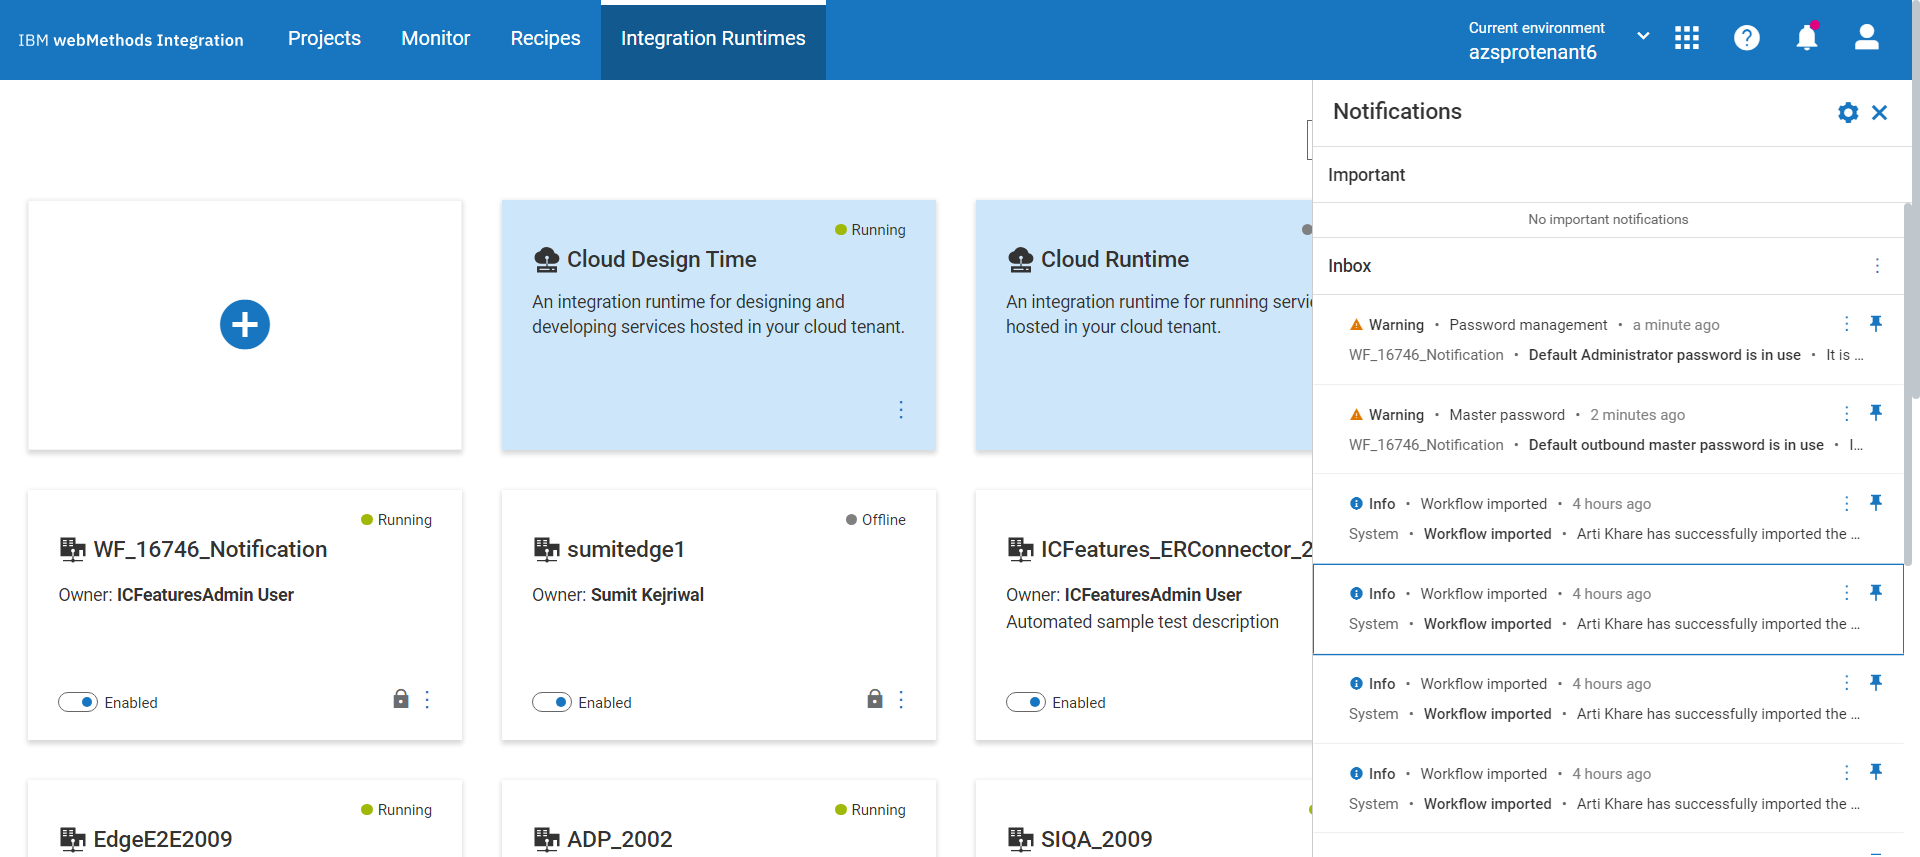 IBM webMethods Integration
Projects
Monitor
Recipes
Integration Runtimes
Current environment
azsprotenant6
Notifications
Important
No important notifications
Inbox
Warning • Password management • a minute ago
WF_16746_Notification • Default Administrator password is in use • It is ...
Warning • Master password • 2 minutes ago
WF_16746_Notification • Default outbound master password is in use • I...
Info • Workflow imported • 4 hours ago
System • Workflow imported • Arti Khare has successfully imported the ...
Info • Workflow imported • 4 hours ago
System • Workflow imported • Arti Khare has successfully imported the ...
Info • Workflow imported • 4 hours ago
System • Workflow imported • Arti Khare has successfully imported the ...
Info • Workflow imported • 4 hours ago
System • Workflow imported • Arti Khare has successfully imported the ...
Running
Cloud Design Time
An integration runtime for designing and
developing services hosted in your cloud tenant.
Cloud Runtime
An integration runtime for running servi
hosted in your cloud tenant.
Running
WF_16746_Notification
Owner: ICFeaturesAdmin User
Enabled
Offline
sumitedge1
Owner: Sumit Kejriwal
Enabled
ICFeatures_ERConnector_2
Owner: ICFeaturesAdmin User
Automated sample test description
Enabled
Running
EdgeE2E2009
Running
ADP_2002
SIQA_2009